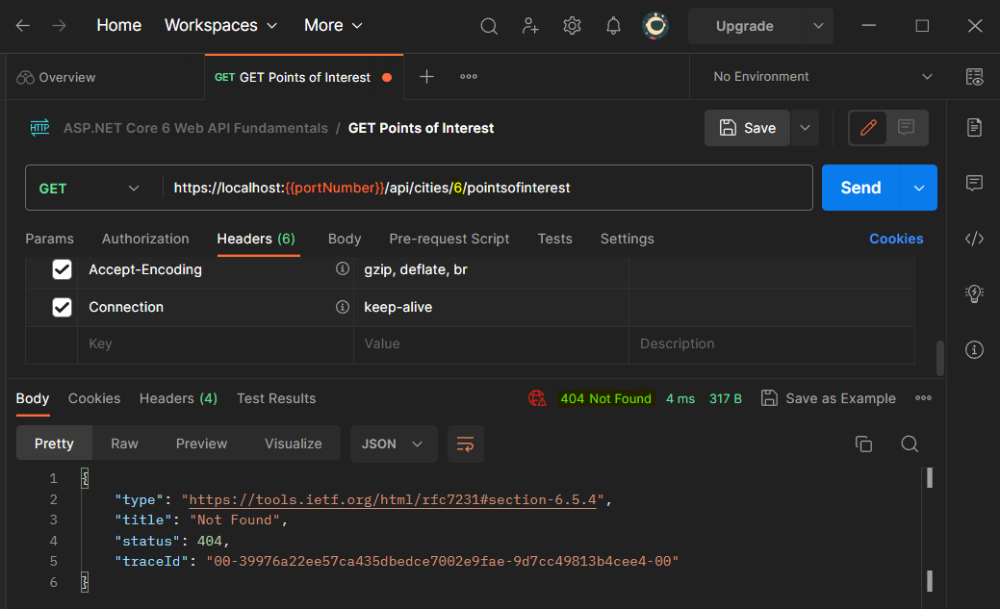 Home Workspaces More Upgrade
Overview GET GET Points of Interest No Environment
HTTP ASP.NET Core 6 Web API Fundamentals / GET Points of Interest Save
GET https://localhost:{{portNumber}}/api/cities/6/pointsofinterest Send
Params Authorization Headers (6) Body Pre-request Script Tests Settings Cookies
Accept-Encoding gzip, deflate, br
Connection keep-alive
Key Value Description
Body Cookies Headers (4) Test Results 404 Not Found 4 ms 317 B Save as Example
Pretty Raw Preview Visualize JSON
1 {
2 "type": "https://tools.ietf.org/html/rfc7231#section-6.5.4",
3 "title": "Not Found",
4 "status": 404,
5 "traceId": "00-39976a22ee57ca435dbedce7002e9fae-9d7cc49813b4cee4-00"
6 }